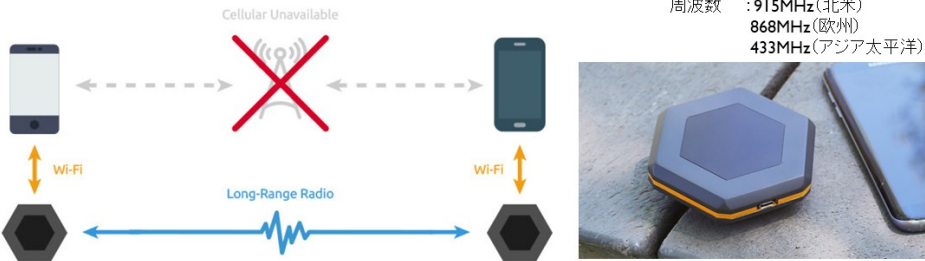 Cellular Unavailable
Wi-Fi
Wi-Fi
Long-Range Radio
周波数 :915MHz(北米)
868MHz(欧州)
433MHz(アジア太平洋)